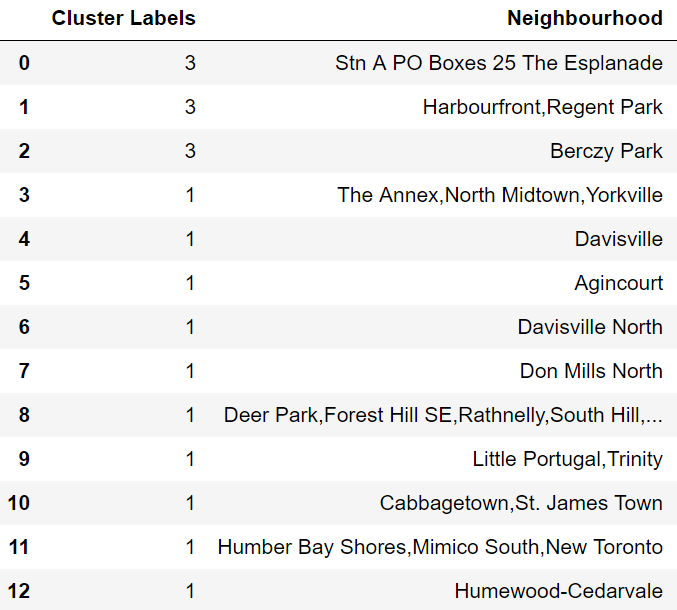 Cluster Labels Neighbourhood
0 3 Stn A PO Boxes 25 The Esplanade
1 3 Harbourfront,Regent Park
2 3 Berczy Park
3 1 The Annex,North Midtown,Yorkville
4 1 Davisville
5 1 Agincourt
6 1 Davisville North
7 1 Don Mills North
8 1 Deer Park,Forest Hill SE,Rathnelly,South Hill,...
9 1 Little Portugal,Trinity
10 1 Cabbagetown,St. James Town
11 1 Humber Bay Shores,Mimico South,New Toronto
12 1 Humewood-Cedarvale